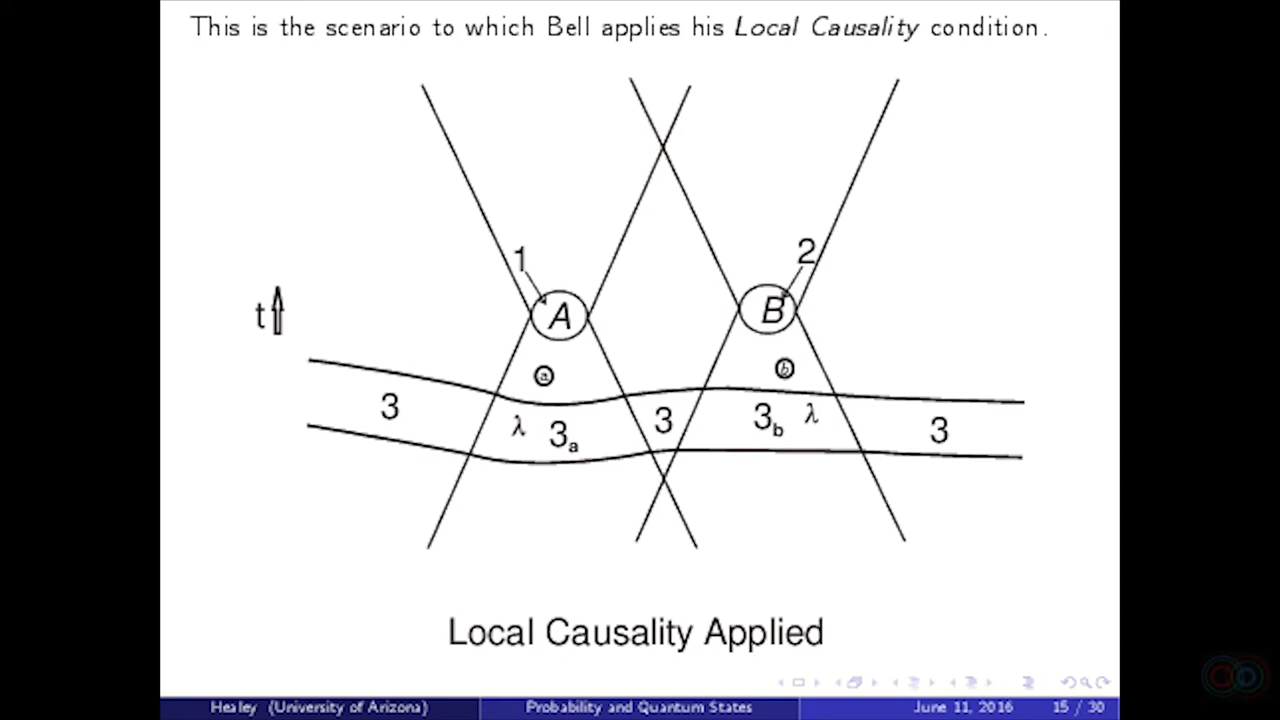 This is the scenario to which Bell applies his Local Causality condition.
1
2
A
B
t
a
b
3
λ
3a
3
3b
λ
3
Local Causality Applied
Healey (University of Arizona)
Probability and Quantum States
June 11, 2016
15 / 30